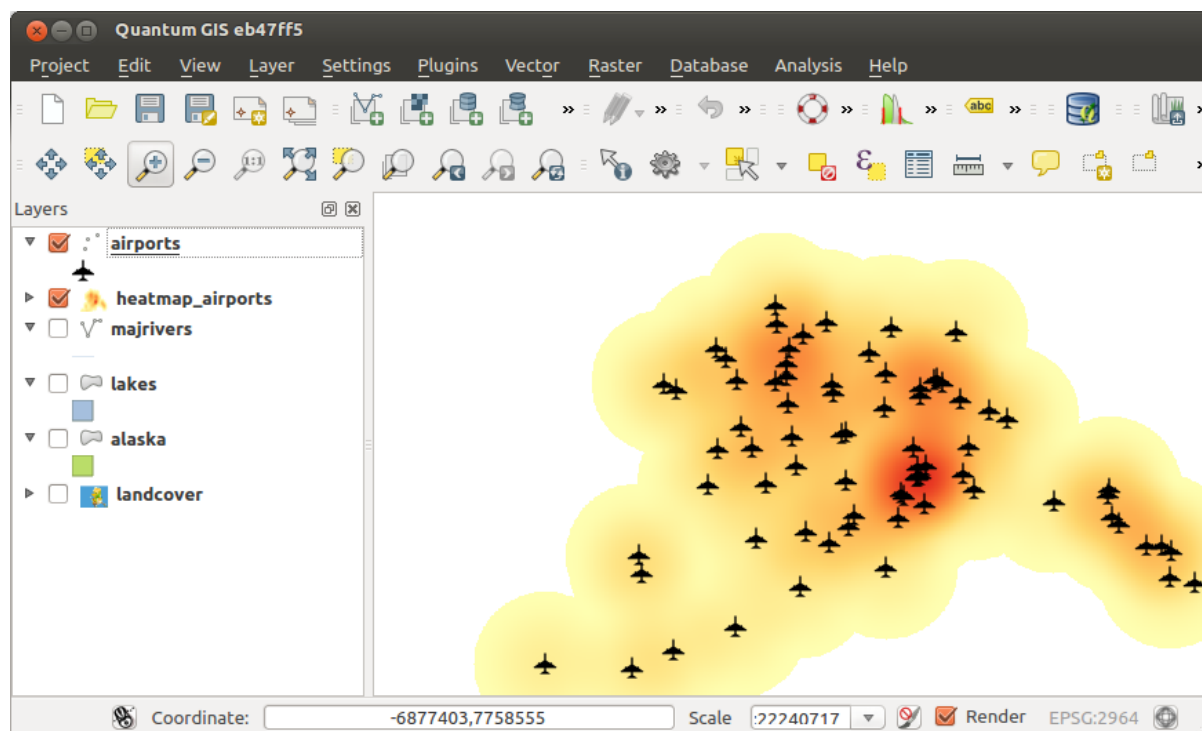 Quantum GIS eb47ff5
Project Edit View Layer Settings Plugins Vector Raster Database Analysis Help
abc
1:1
Layers
airports
heatmap_airports
majrivers
lakes
alaska
landcover
Coordinate: -6877403,7758555 Scale :22240717 Render EPSG:2964